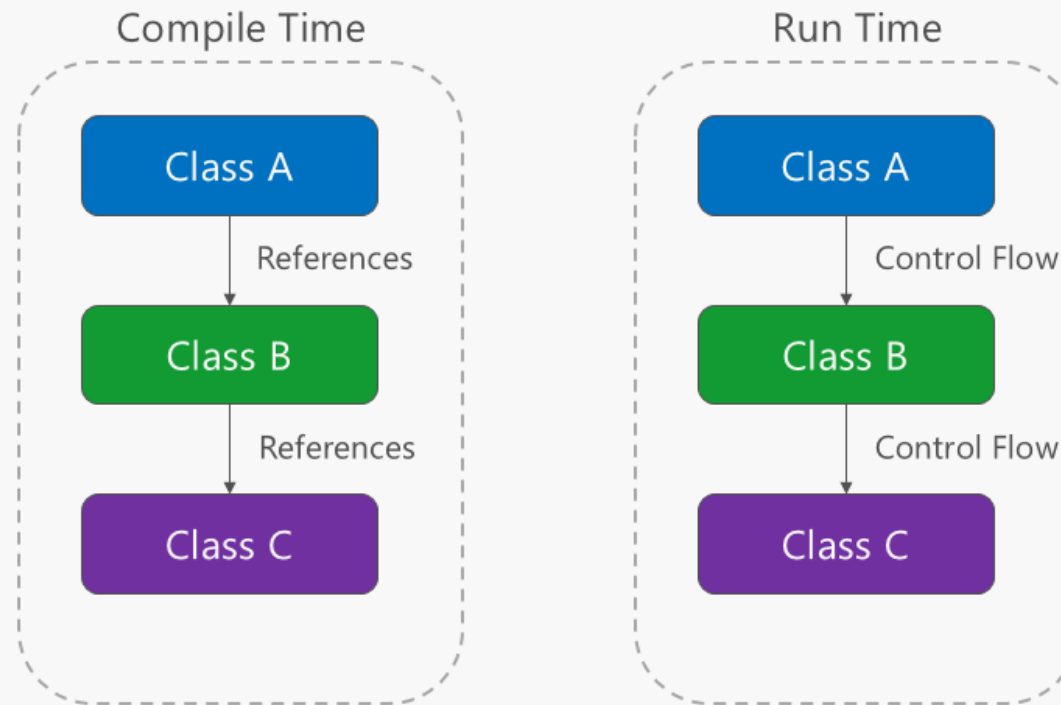 Compile Time
Class A
References
Class B
References
Class C
Run Time
Class A
Control Flow
Class B
Control Flow
Class C